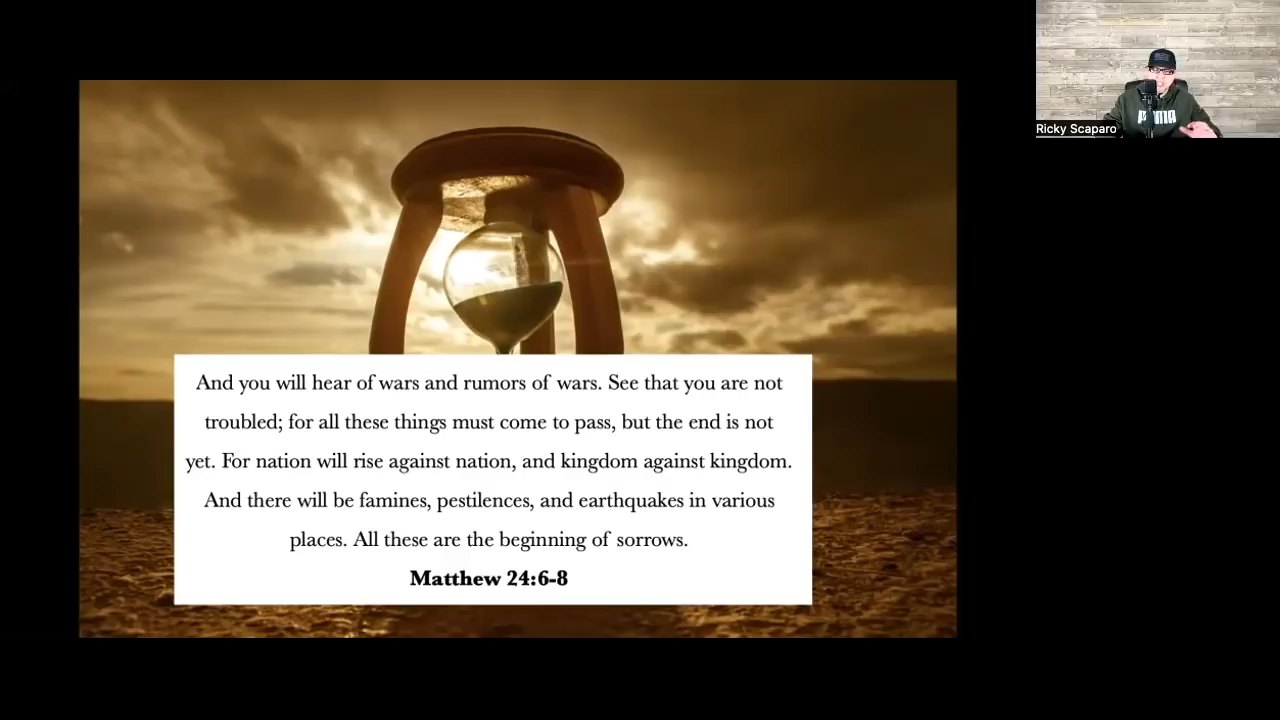 Ricky Scaparo
And you will hear of wars and rumors of wars. See that you are not
troubled; for all these things must come to pass, but the end is not
yet. For nation will rise against nation, and kingdom against kingdom.
And there will be famines, pestilences, and earthquakes in various
places. All these are the beginning of sorrows.
Matthew 24:6-8